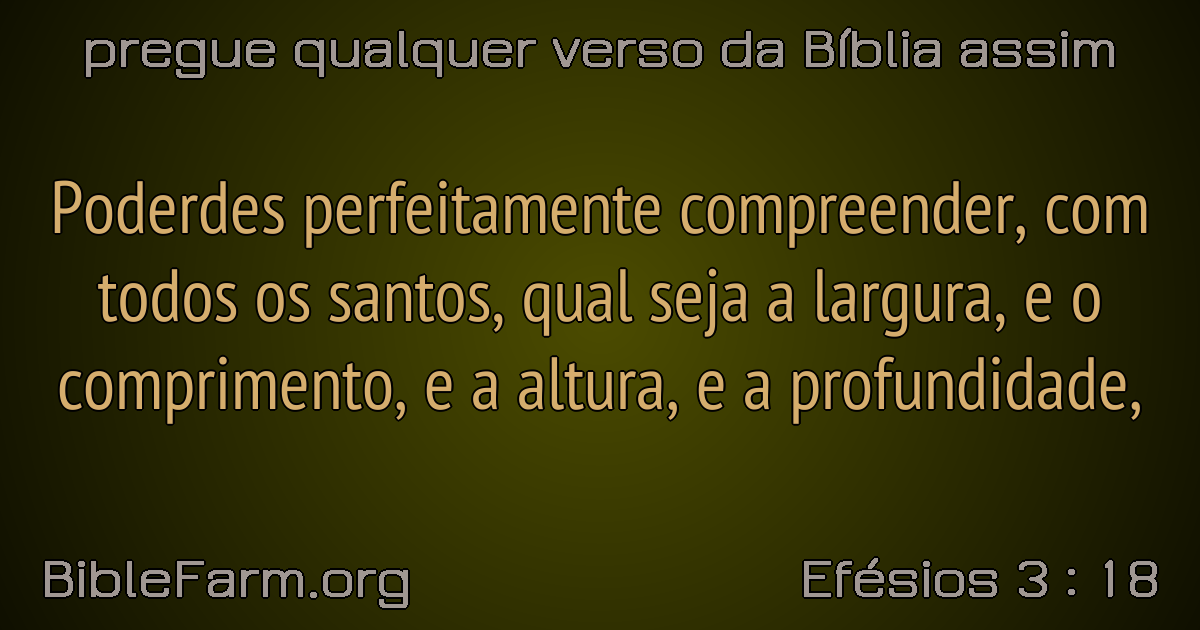 pregue qualquer verso da Bíblia assim
Poderdes perfeitamente compreender, com
todos os santos, qual seja a largura, e o
comprimento, e a altura, e a profundidade,
BibleFarm.org
Efésios 3 : 18